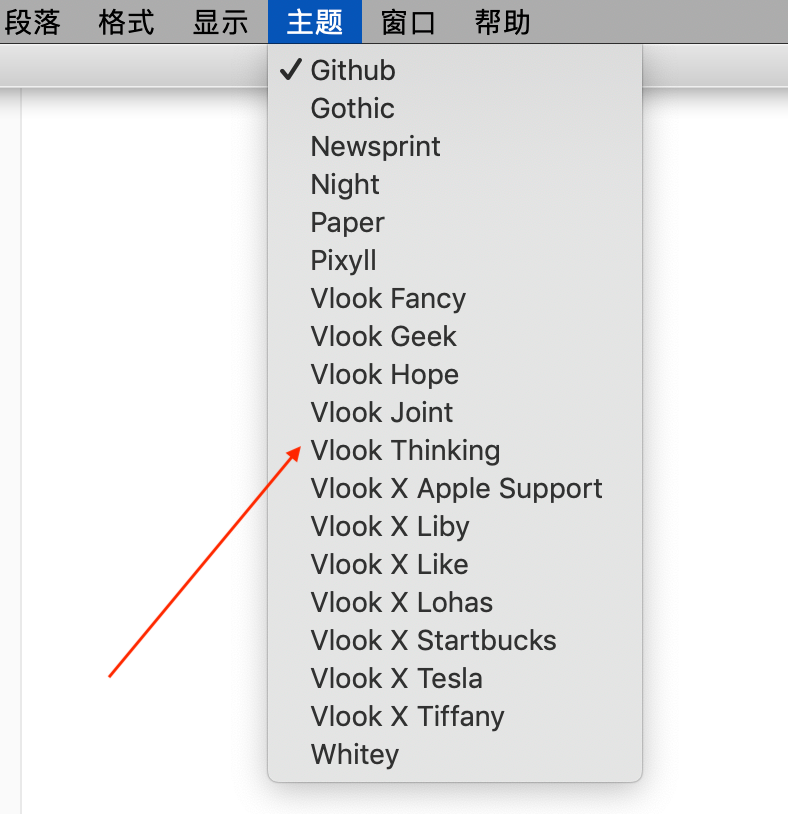 段落 格式 显示 主题 窗口 帮助
✓ Github
Gothic
Newsprint
Night
Paper
Pixyll
Vlook Fancy
Vlook Geek
Vlook Hope
Vlook Joint
Vlook Thinking
Vlook X Apple Support
Vlook X Liby
Vlook X Like
Vlook X Lohas
Vlook X Startbucks
Vlook X Tesla
Vlook X Tiffany
Whitey